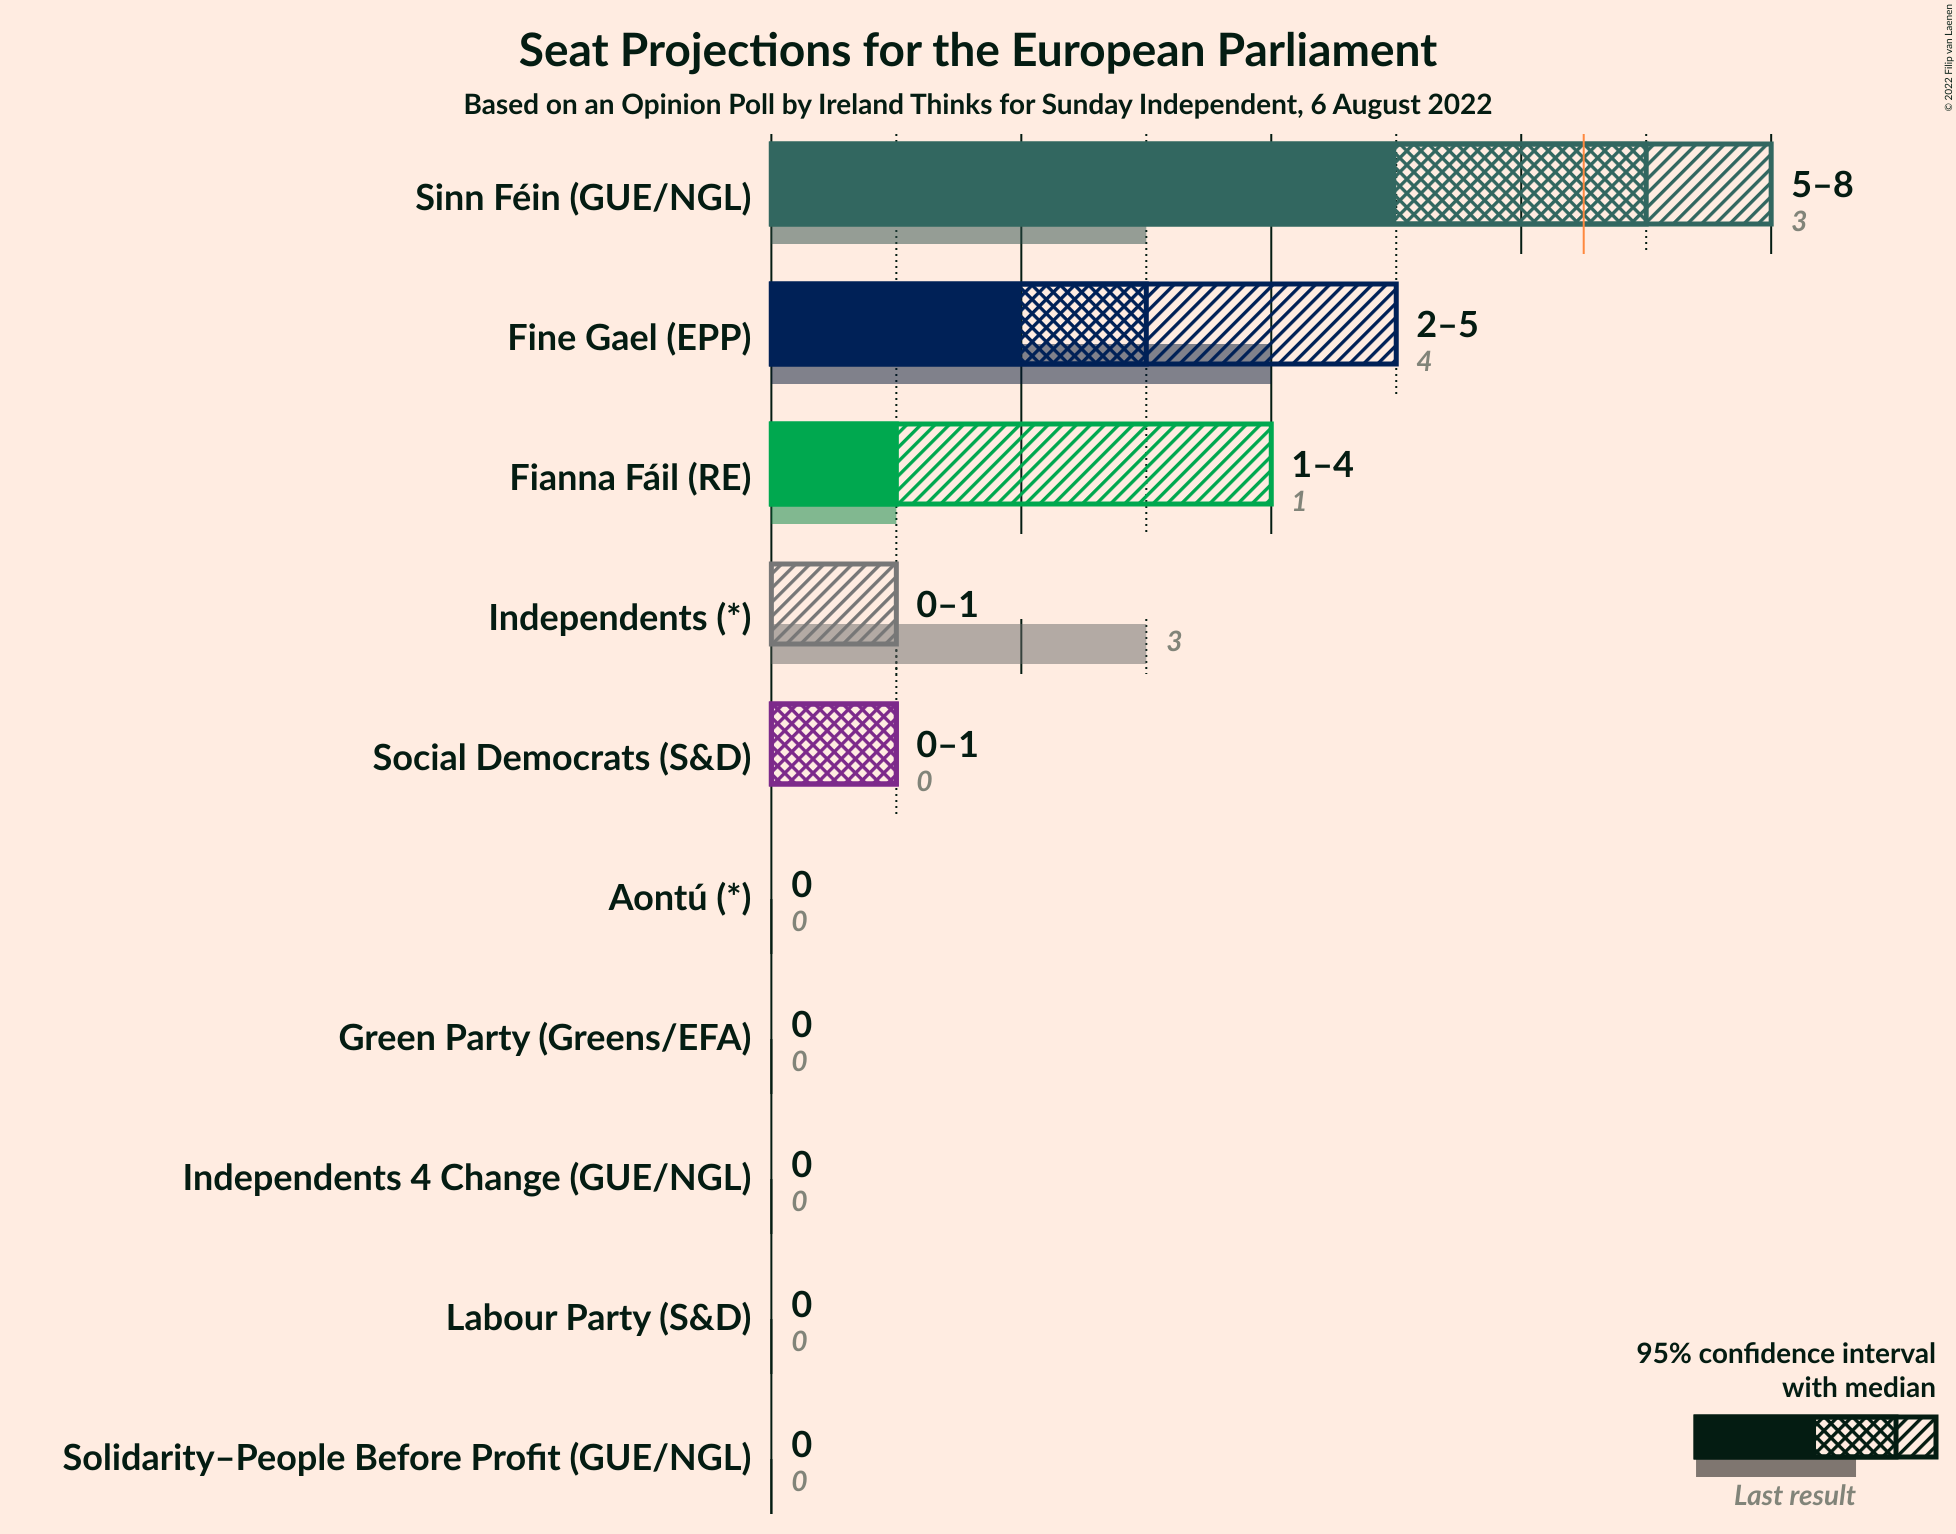 Seat Projections for the European Parliament
Based on an Opinion Poll by Ireland Thinks for Sunday Independent, 6 August 2022
© 2022 Filip van Laenen
Sinn Féin (GUE/NGL)
5–8
3
Fine Gael (EPP)
2–5
4
Fianna Fáil (RE)
1–4
1
Independents (*)
0–1
3
Social Democrats (S&D)
0–1
0
Aontú (*)
0
0
Green Party (Greens/EFA)
0
0
Independents 4 Change (GUE/NGL)
0
0
Labour Party (S&D)
0
0
Solidarity–People Before Profit (GUE/NGL)
0
0
95% confidence interval
with median
Last result